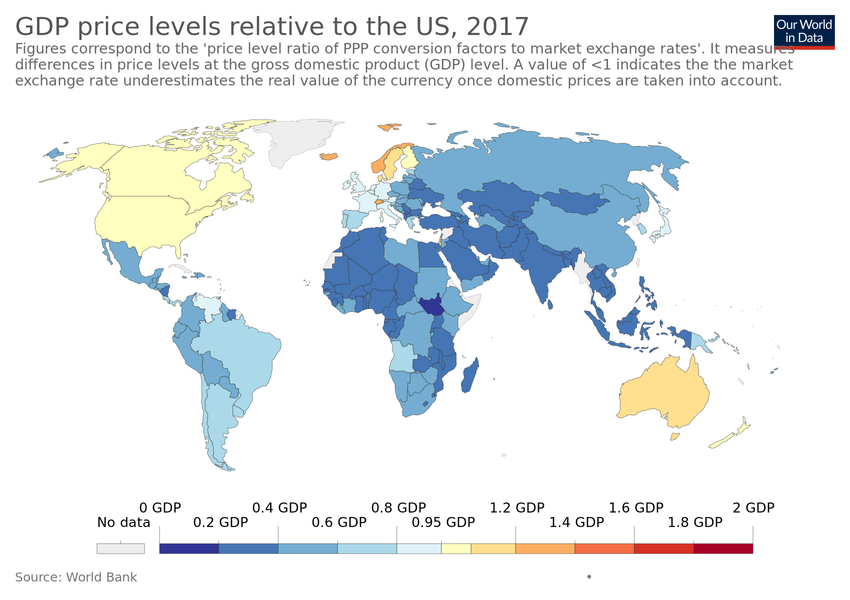 GDP price levels relative to the US, 2017
Our World
in Data
Figures correspond to the 'price level ratio of PPP conversion factors to market exchange rates'. It measures
differences in price levels at the gross domestic product (GDP) level. A value of <1 indicates the the market
exchange rate underestimates the real value of the currency once domestic prices are taken into account.
0 GDP 0.4 GDP 0.8 GDP 1.2 GDP 1.6 GDP 2 GDP
No data 0.2 GDP 0.6 GDP 0.95 GDP 1.4 GDP 1.8 GDP
Source: World Bank